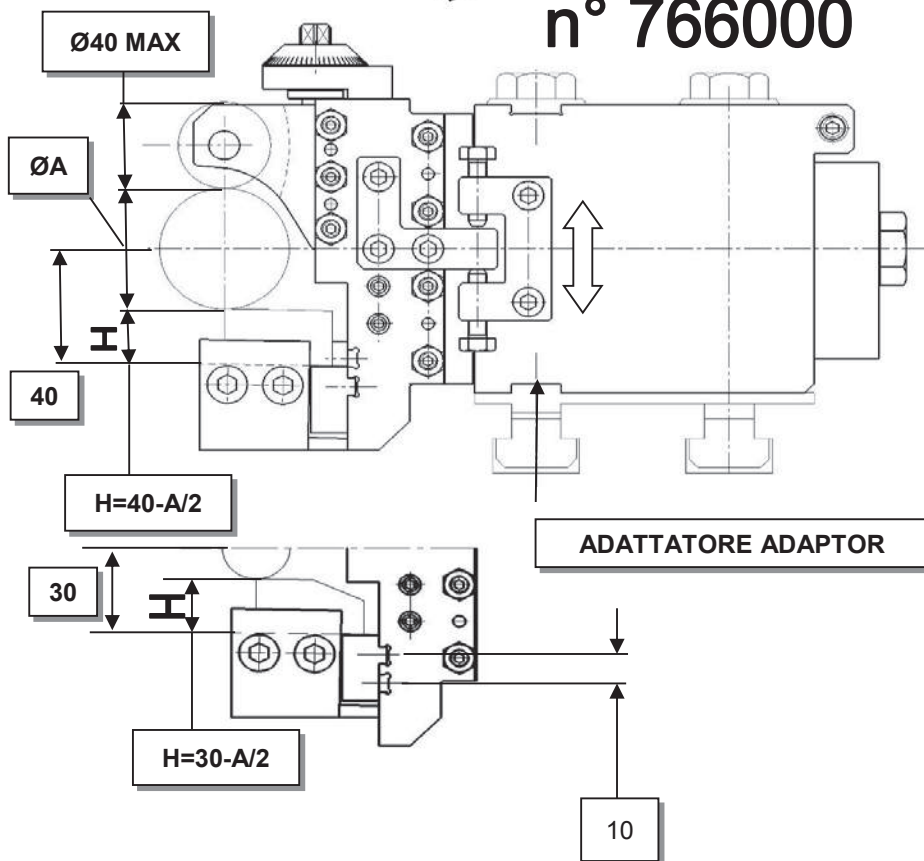 n° 766000
Ø40 MAX
ØA
H
40
H=40-A/2
ADATTATORE ADAPTOR
30
H
H=30-A/2
10